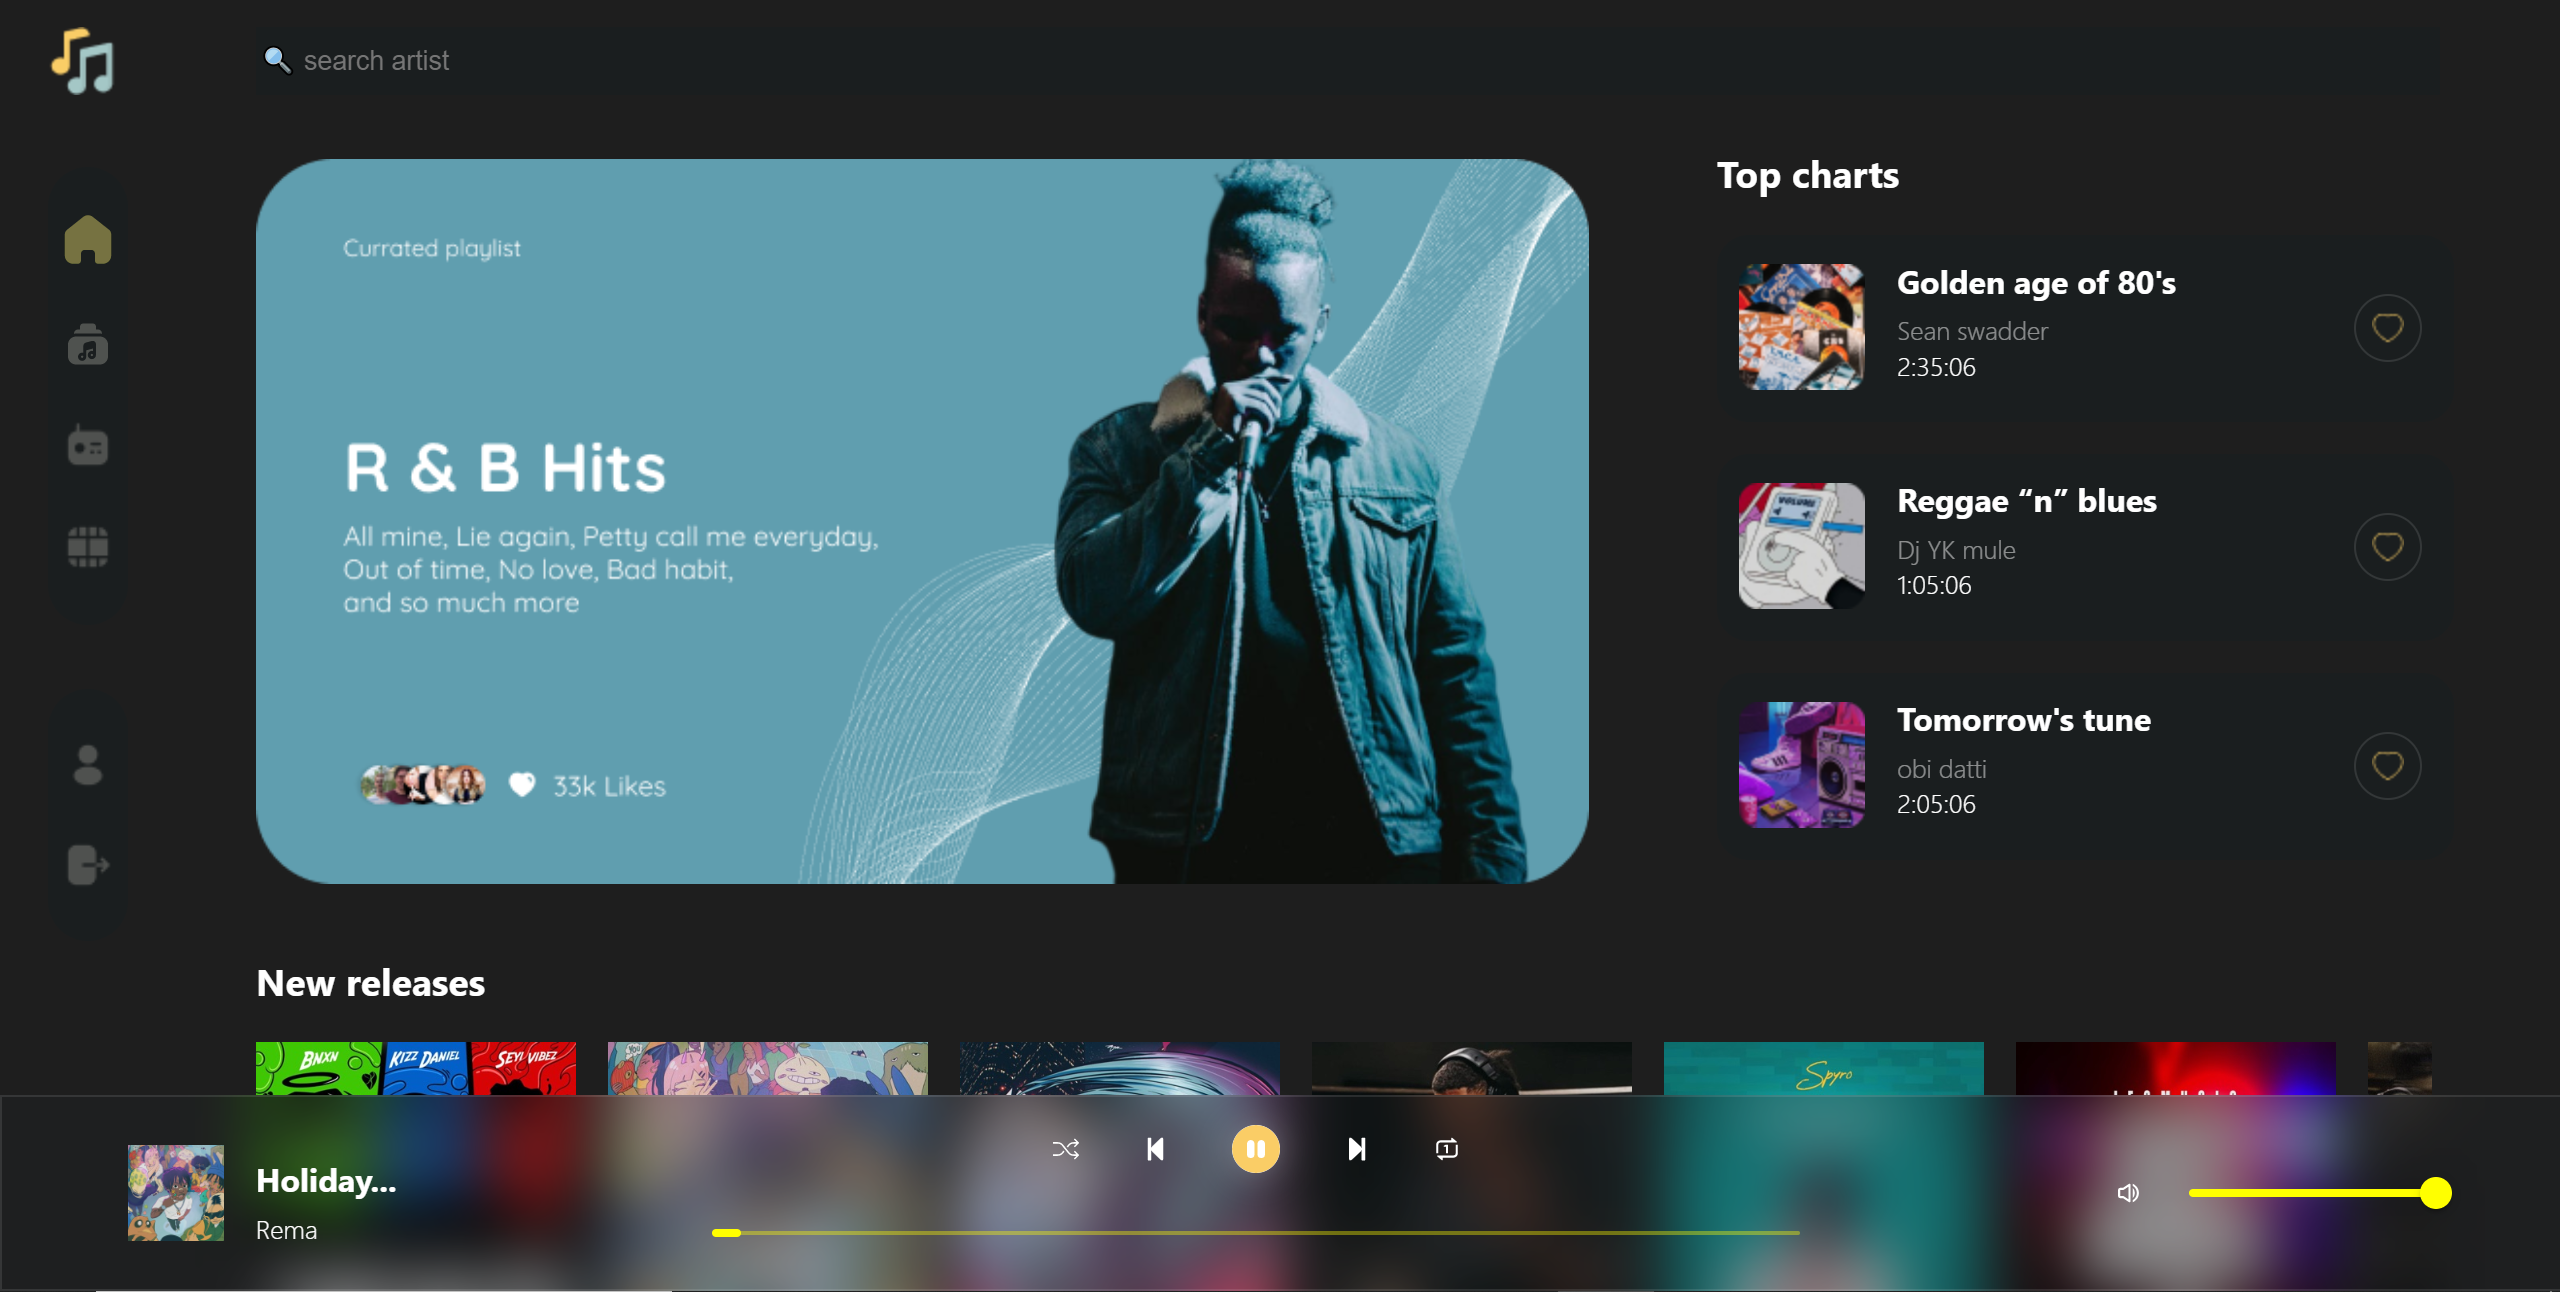 search artist
Currated playlist
R & B Hits
All mine, Lie again, Petty call me everyday,
Out of time, No love, Bad habit,
and so much more
33k Likes
Top charts
Golden age of 80's
Sean swadder
2:35:06
Reggae “n” blues
Dj YK mule
1:05:06
Tomorrow's tune
obi datti
2:05:06
New releases
BNXN
KIZZ DANIEL
SEYI VIBEZ
Spyro
Holiday...
Rema
1
VOLUME